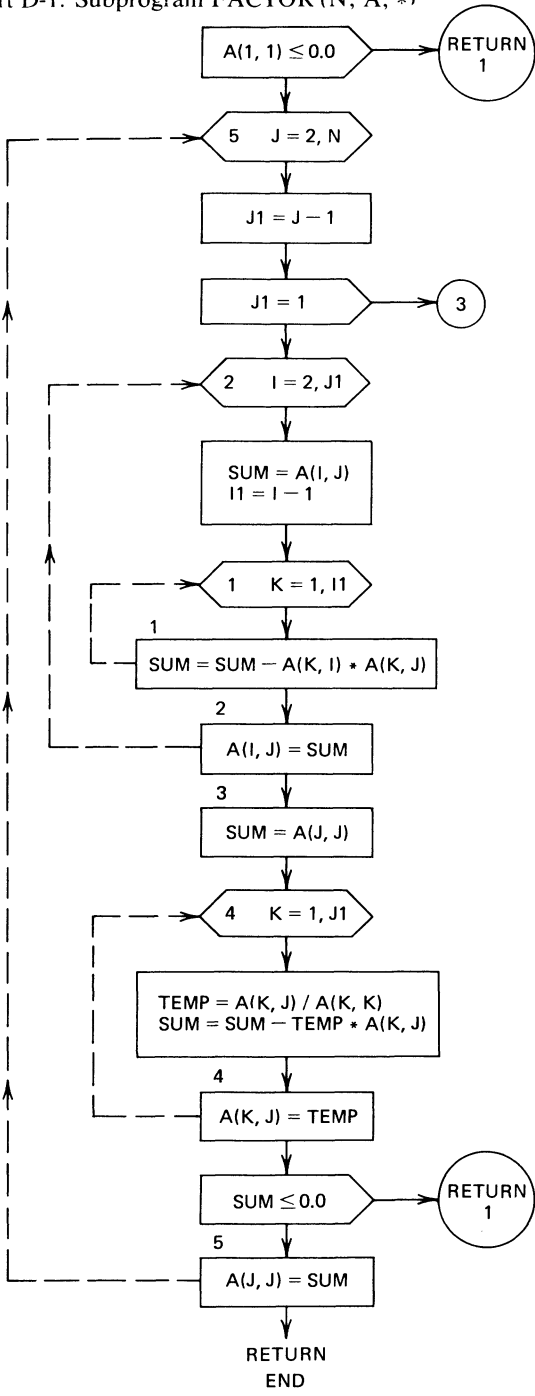 D-1. Subprogram FACTOR (N, A, *)
A(1, 1) ≤ 0.0
RETURN
1
5 J = 2, N
J1 = J − 1
J1 = 1
3
2 I = 2, J1
SUM = A(I, J)
I1 = I − 1
1 K = 1, I1
1
SUM = SUM − A(K, I) * A(K, J)
2
A(I, J) = SUM
3
SUM = A(J, J)
4 K = 1, J1
TEMP = A(K, J) / A(K, K)
SUM = SUM − TEMP * A(K, J)
4
A(K, J) = TEMP
SUM ≤ 0.0
RETURN
1
5
A(J, J) = SUM
RETURN
END